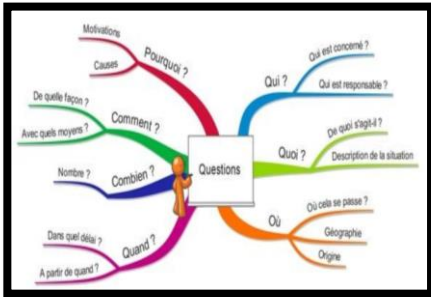 Questions
Pourquoi ?
Motivations
Causes
Comment ?
De quelle façon ?
Avec quels moyens ?
Combien ?
Nombre ?
Quand ?
Dans quel délai ?
A partir de quand ?
Qui ?
Qui est concerné ?
Qui est responsable ?
Quoi ?
De quoi s'agit-il ?
Description de la situation
Où
Où cela se passe ?
Géographie
Origine